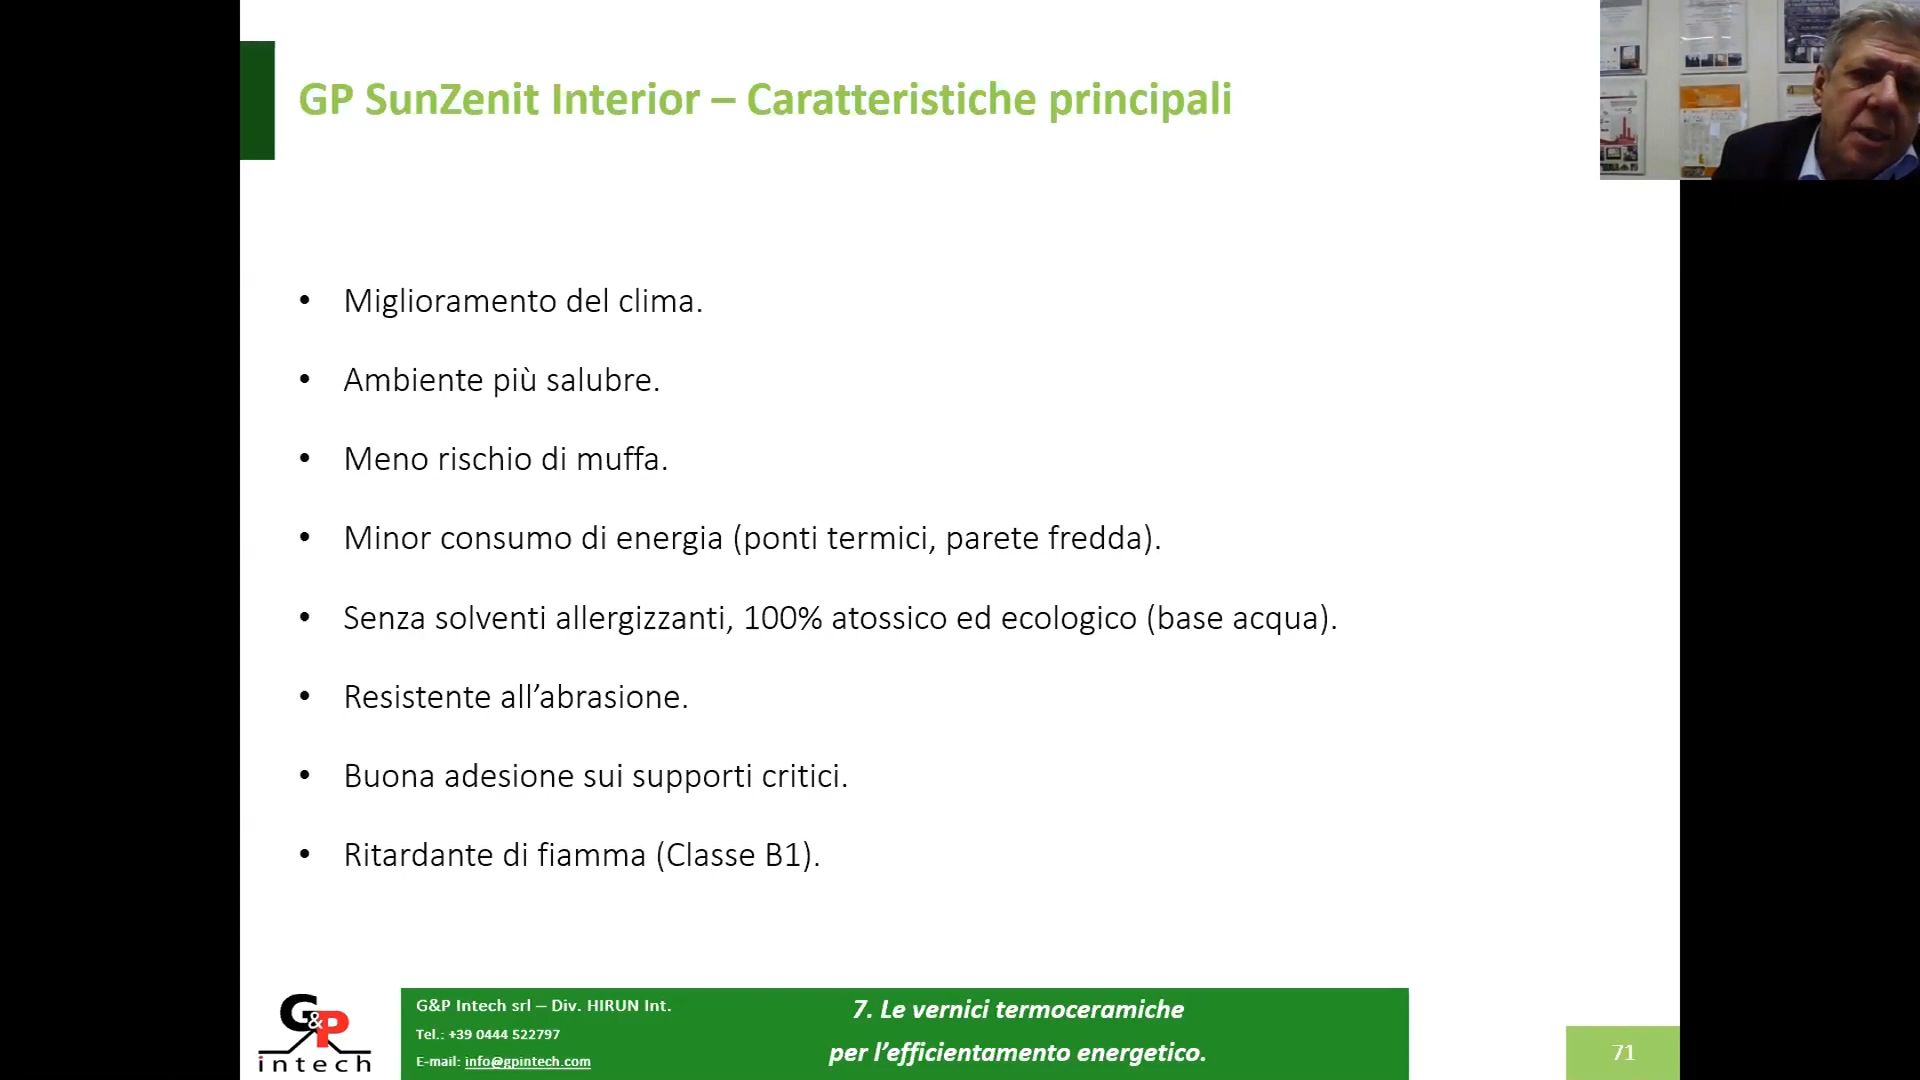 GP SunZenit Interior – Caratteristiche principali
• Miglioramento del clima.
• Ambiente più salubre.
• Meno rischio di muffa.
• Minor consumo di energia (ponti termici, parete fredda).
• Senza solventi allergizzanti, 100% atossico ed ecologico (base acqua).
• Resistente all’abrasione.
• Buona adesione sui supporti critici.
• Ritardante di fiamma (Classe B1).
G&P
intech
G&P Intech srl – Div. HIRUN Int.
Tel.: +39 0444 522797
E-mail: info@gpintech.com
7. Le vernici termoceramiche
per l’efficientamento energetico.
71